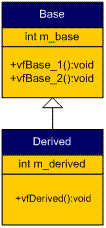 Base
int m_base
+vfBase_1():void
+vfBase_2():void
Derived
int m_derived
+vfDerived():void